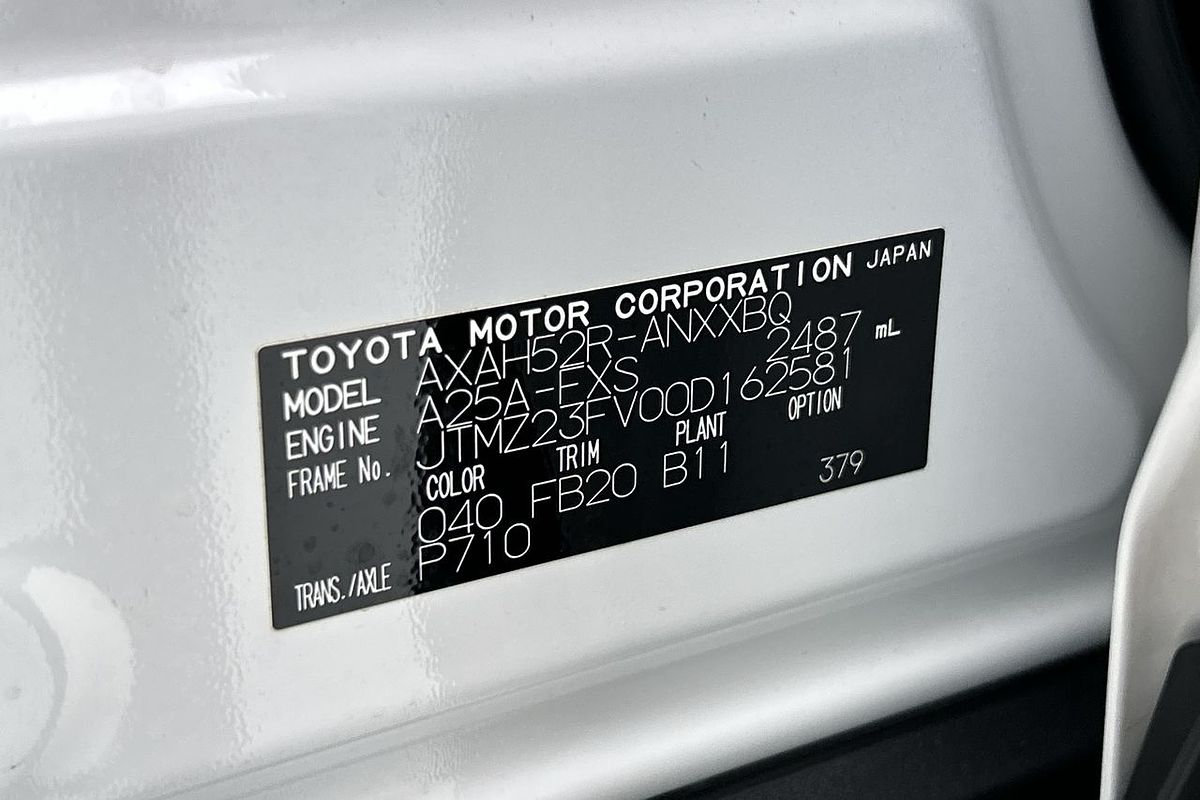 TOYOTA MOTOR CORPORATION JAPAN
MODEL AXAH52R-ANXXBQ
ENGINE A25A-FXS 2487 mL
FRAME No. JTMZ23FV00D162581
COLOR TRIM PLANT OPTION
040 FB20 B11 379
TRANS./AXLE P710